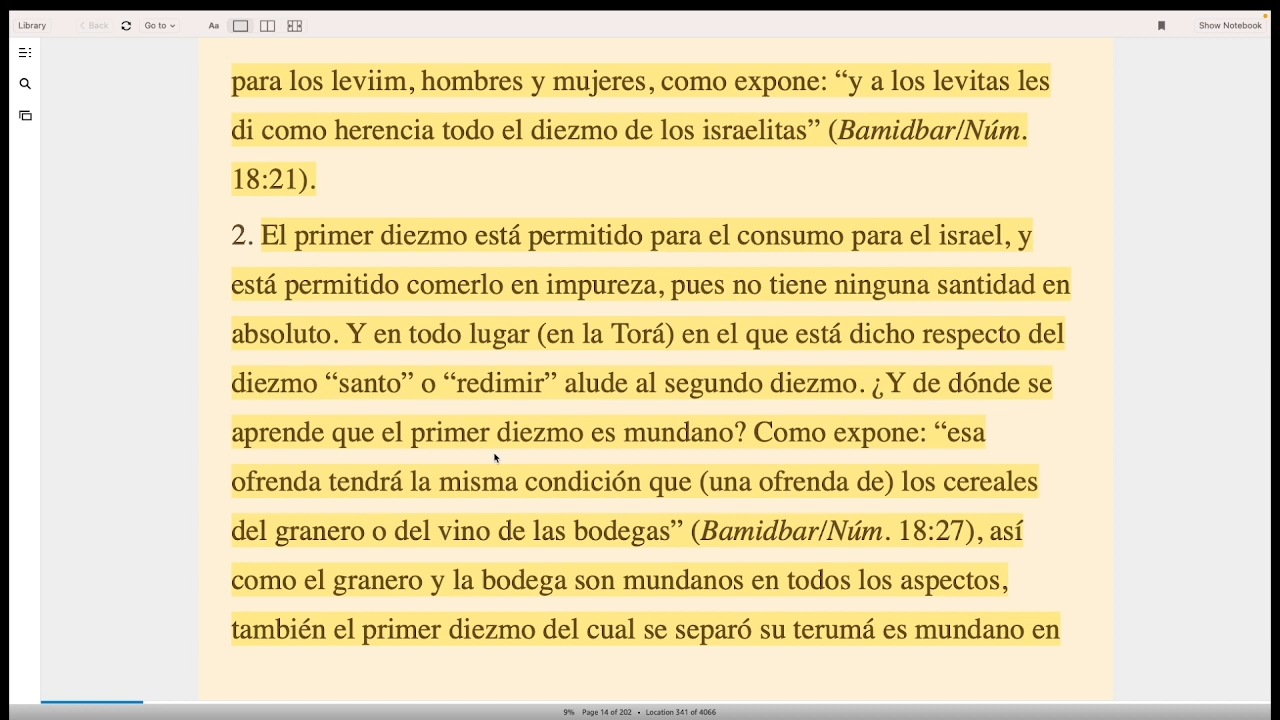 Library
Back
Go to
Aa
Show Notebook
para los leviim, hombres y mujeres, como expone: “y a los levitas les
di como herencia todo el diezmo de los israelitas” (Bamidbar/Núm.
18:21).
2. El primer diezmo está permitido para el consumo para el israel, y
está permitido comerlo en impureza, pues no tiene ninguna santidad en
absoluto. Y en todo lugar (en la Torá) en el que está dicho respecto del
diezmo “santo” o “redimir” alude al segundo diezmo. ¿Y de dónde se
aprende que el primer diezmo es mundano? Como expone: “esa
ofrenda tendrá la misma condición que (una ofrenda de) los cereales
del granero o del vino de las bodegas” (Bamidbar/Núm. 18:27), así
como el granero y la bodega son mundanos en todos los aspectos,
también el primer diezmo del cual se separó su terumá es mundano en
9% Page 14 of 202 • Location 341 of 4066